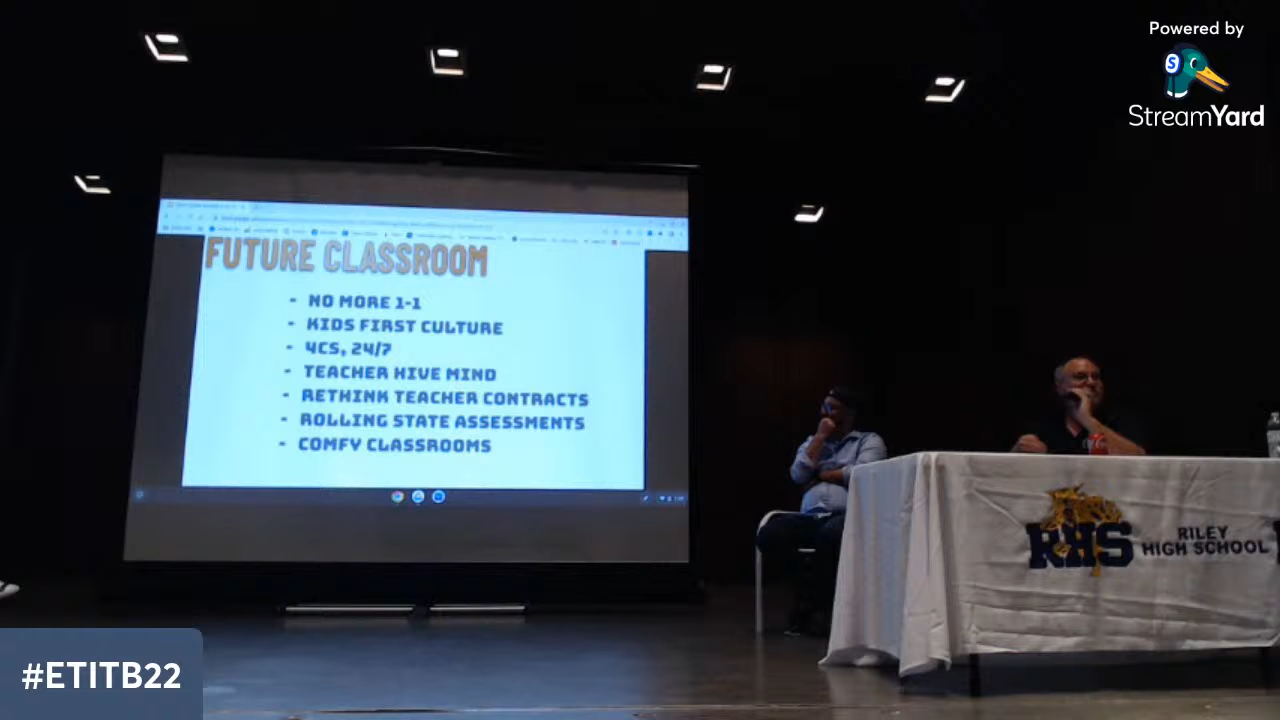 Powered by
S
StreamYard
FUTURE CLASSROOM
- NO MORE 1-1
- KIDS FIRST CULTURE
- 4CS, 24/7
- TEACHER HIVE MIND
- RETHINK TEACHER CONTRACTS
- ROLLING STATE ASSESSMENTS
- COMFY CLASSROOMS
RHS
RILEY
HIGH SCHOOL
#ETITB22